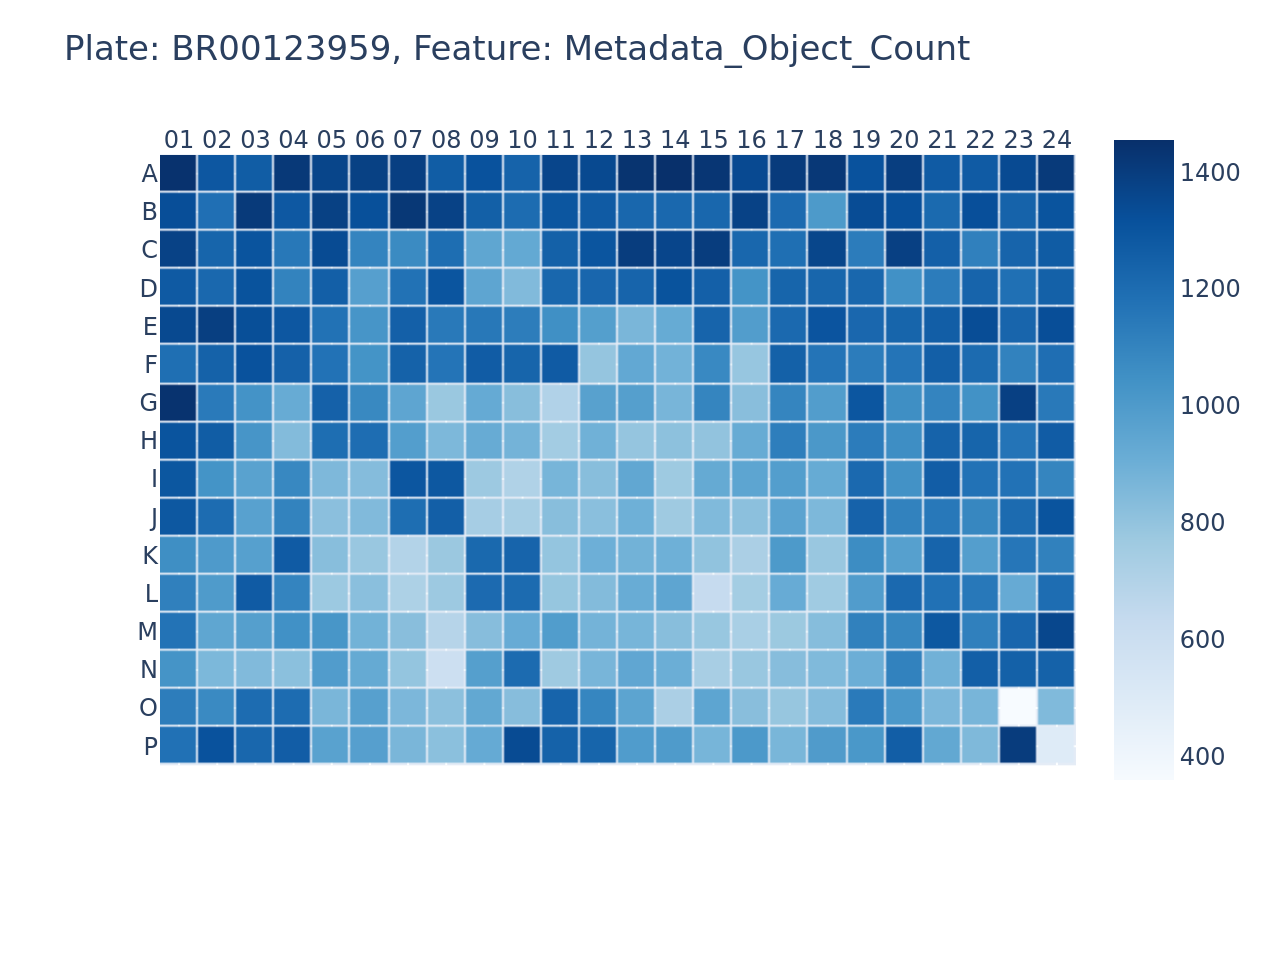 Plate: BR00123959, Feature: Metadata_Object_Count
01 02 03 04 05 06 07 08 09 10 11 12 13 14 15 16 17 18 19 20 21 22 23 24
A
B
C
D
E
F
G
H
I
J
K
L
M
N
O
P
1400
1200
1000
800
600
400